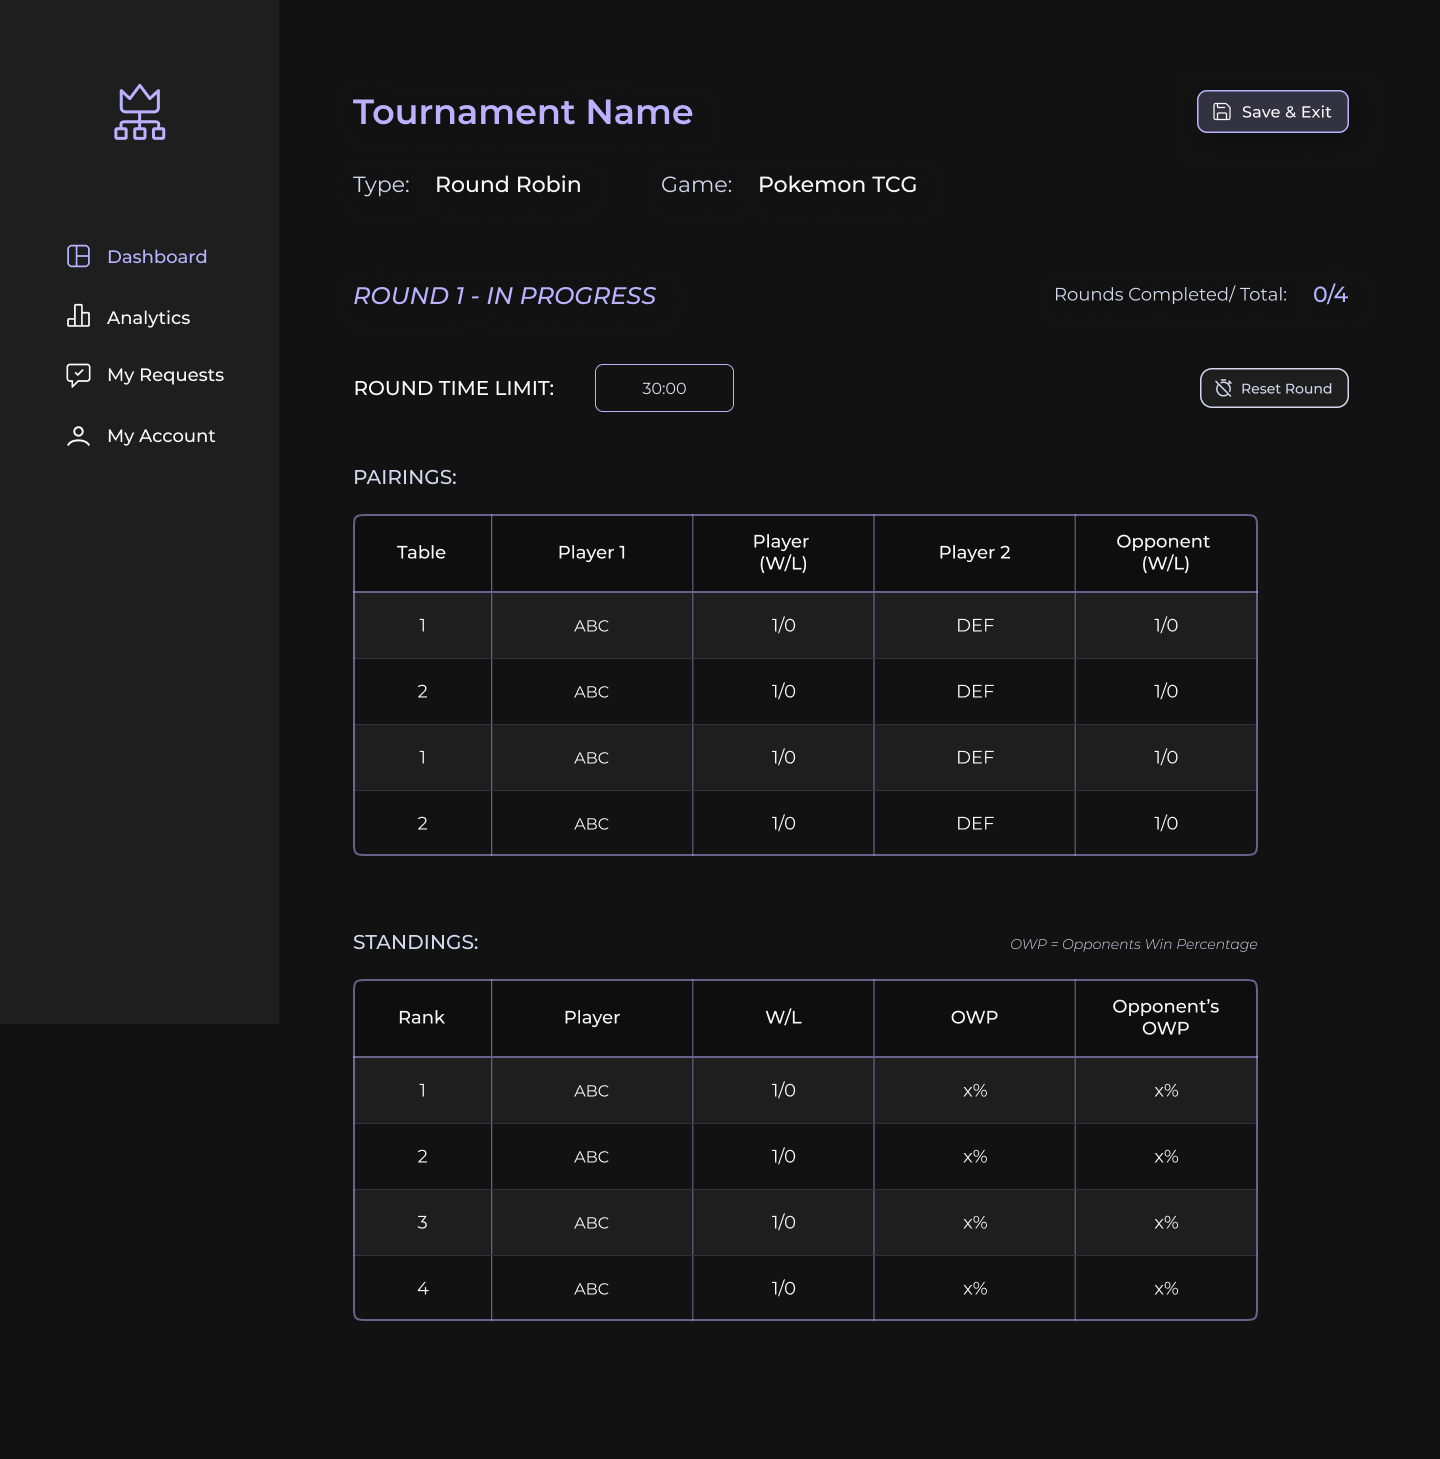 Tournament Name
Save & Exit
Type: Round Robin Game: Pokemon TCG
Dashboard
Analytics
My Requests
My Account
ROUND 1 - IN PROGRESS
Rounds Completed/ Total: 0/4
ROUND TIME LIMIT: 30:00
Reset Round
PAIRINGS:
Table Player 1 Player (W/L) Player 2 Opponent (W/L)
1 ABC 1/0 DEF 1/0
2 ABC 1/0 DEF 1/0
1 ABC 1/0 DEF 1/0
2 ABC 1/0 DEF 1/0
STANDINGS:
OWP = Opponents Win Percentage
Rank Player W/L OWP Opponent’s OWP
1 ABC 1/0 x% x%
2 ABC 1/0 x% x%
3 ABC 1/0 x% x%
4 ABC 1/0 x% x%